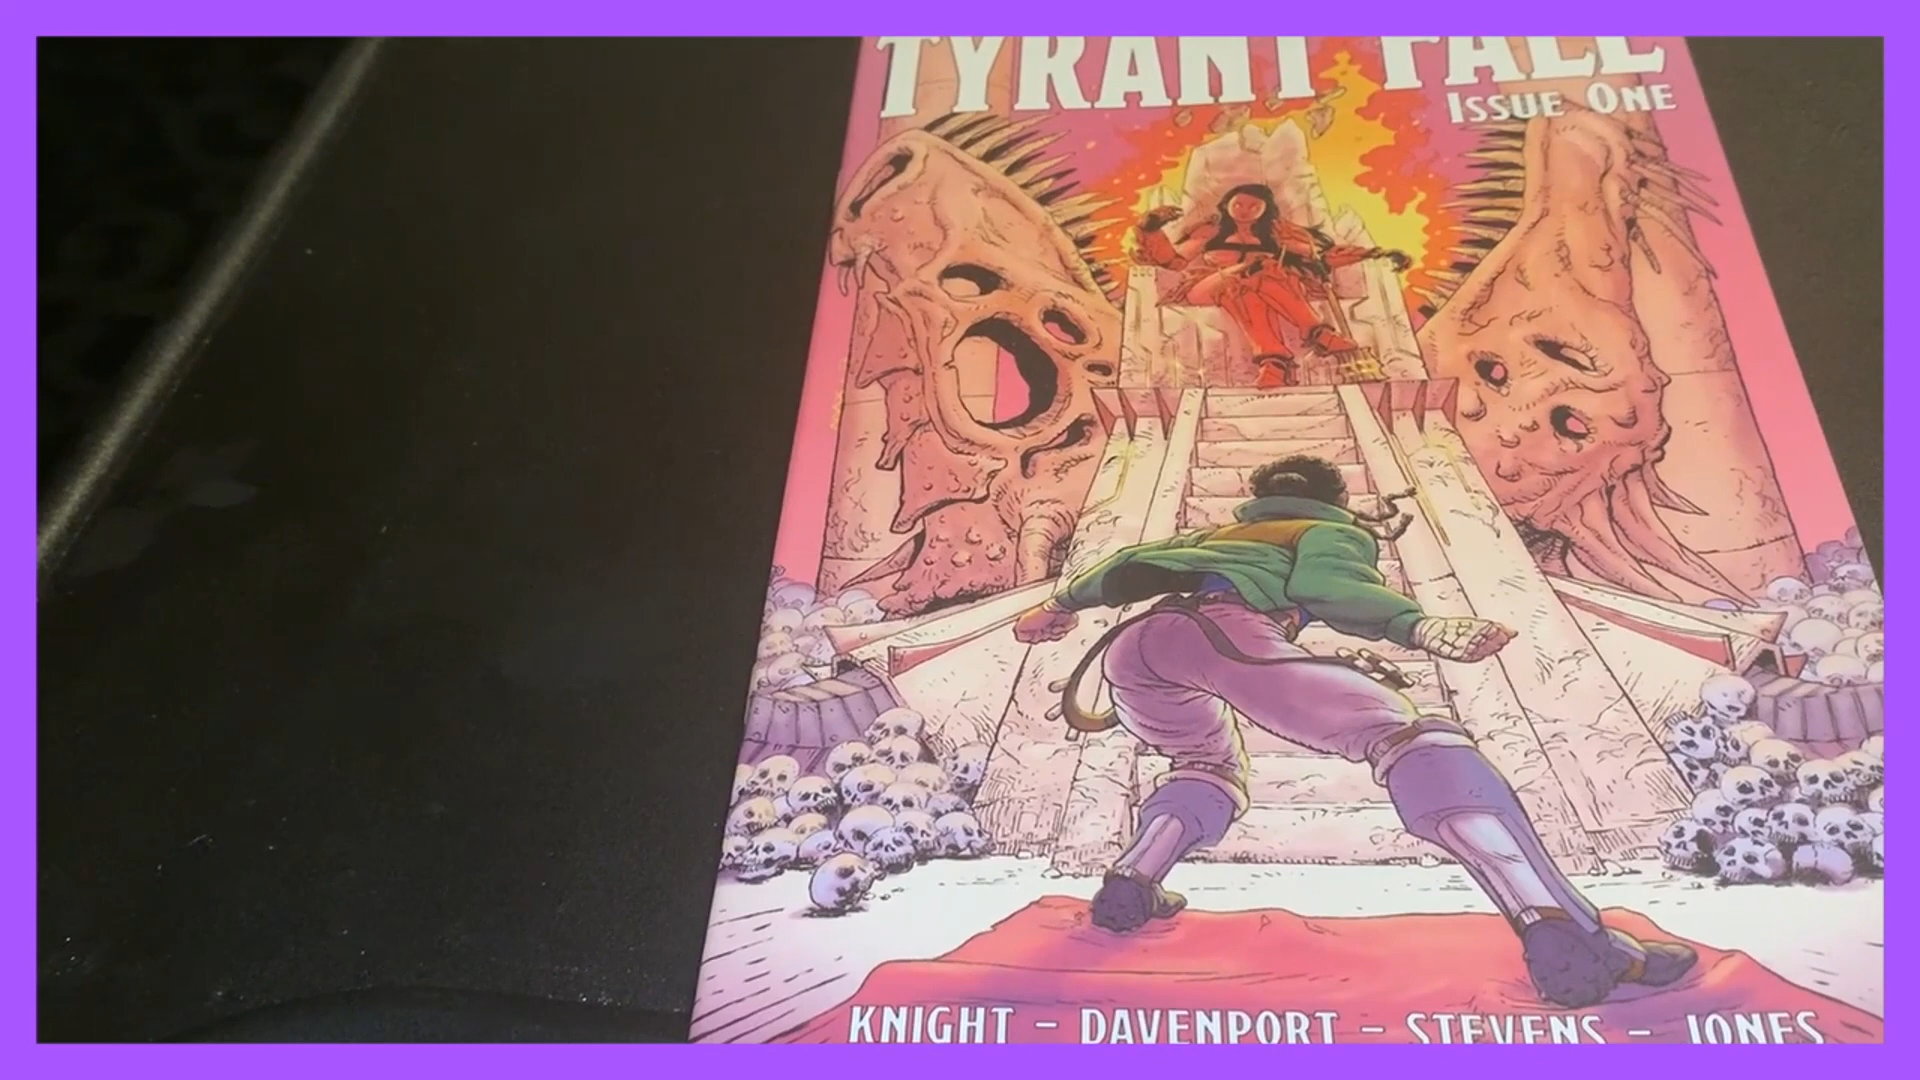 TYRANT FALL
ISSUE ONE
KNIGHT - DAVENPORT - STEVENS - JONES